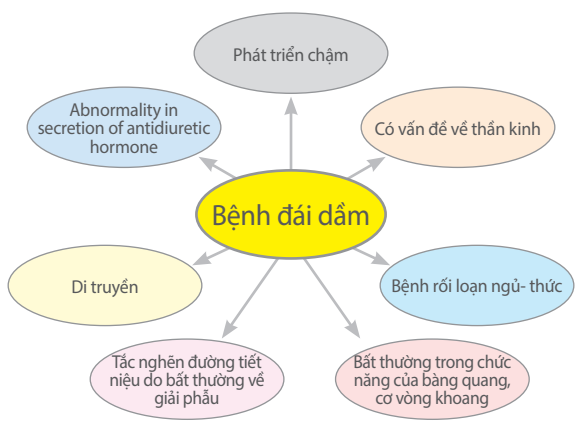 Phát triển chậm
Abnormality in
secretion of antidiuretic
hormone
Có vấn đề về thần kinh
Bệnh đái dầm
Di truyền
Bệnh rối loạn ngủ- thức
Tắc nghẽn đường tiết
niệu do bất thường về
giải phẫu
Bất thường trong chức
năng của bàng quang,
cơ vòng khoang